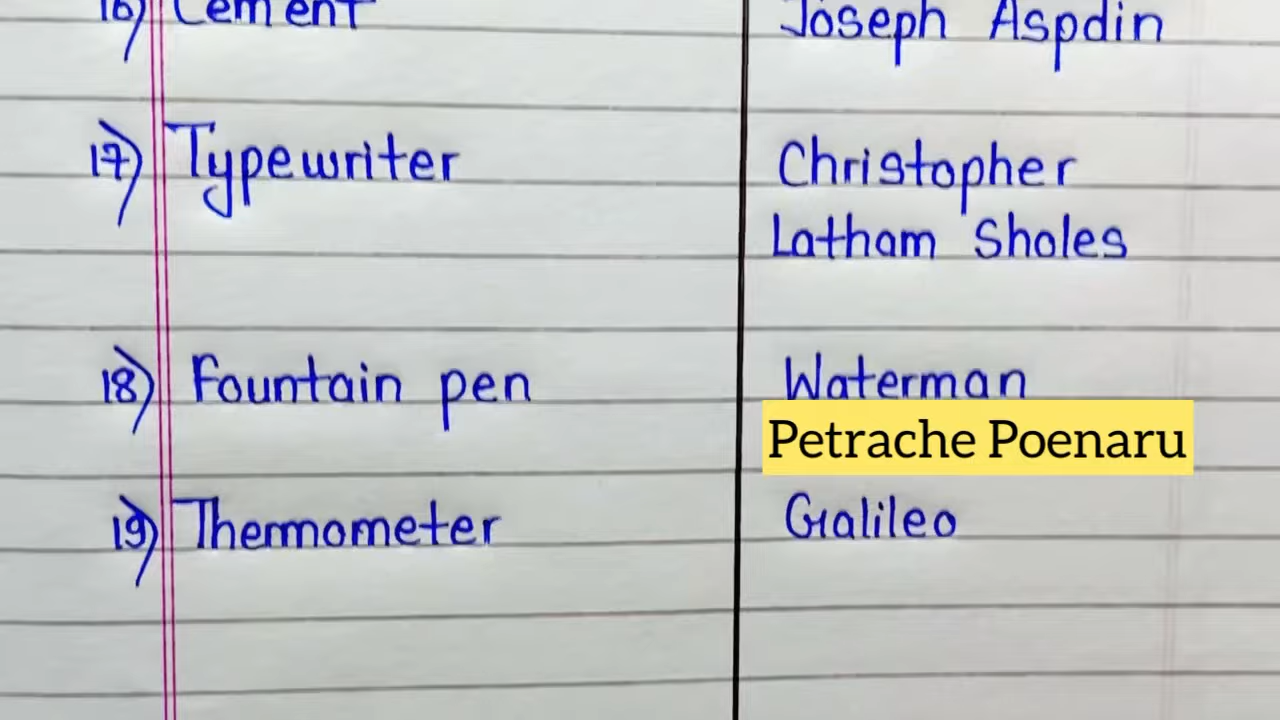 16) Cement Joseph Aspdin
17) Typewriter Christopher
Latham Sholes
18) Fountain pen Waterman
Petrache Poenaru
19) Thermometer Galileo